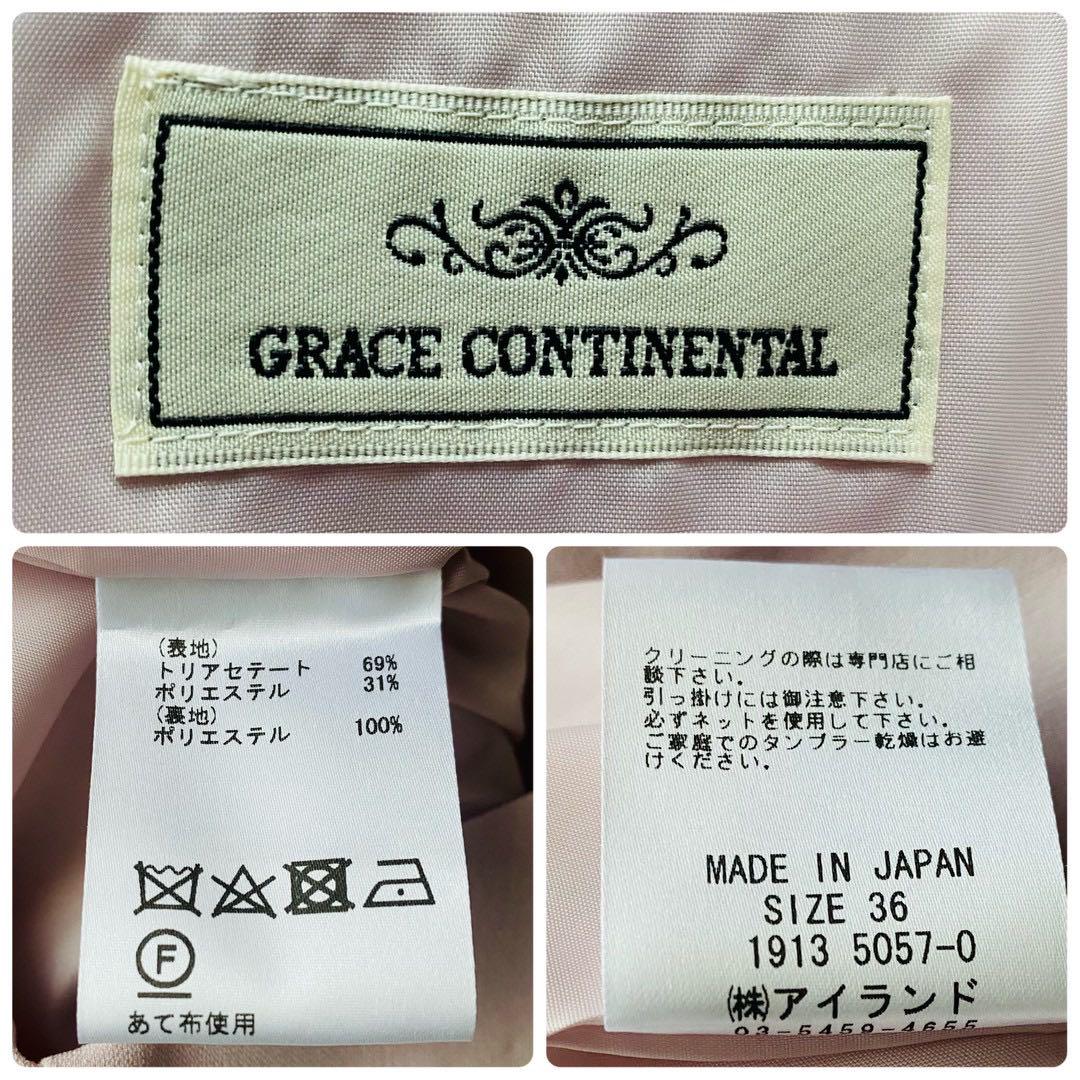 GRACE CONTINENTAL
(表地)
トリアセテート 69%
ポリエステル 31%
(裏地)
ポリエステル 100%
F
あて布使用
クリーニングの際は専門店にご相
談下さい.
引っ掛けには御注意下さい.
必ずネットを使用して下さい.
ご家庭でのタンブラー乾燥はお避
けください.
MADE IN JAPAN
SIZE 36
1913 5057-0
㈱アイランド
03-5459-4655